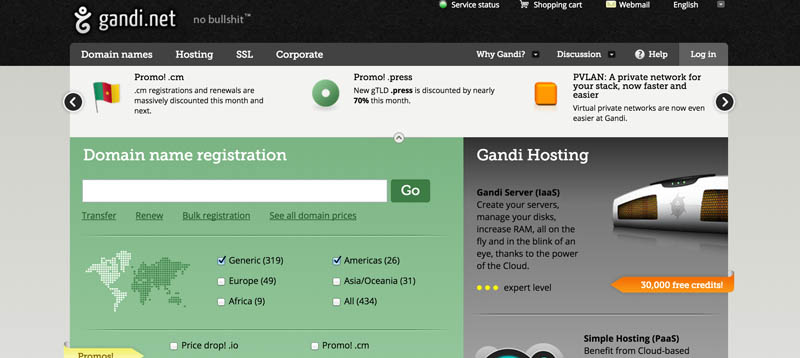 gandi.net no bullshit™
Service status Shopping cart Webmail English
Domain names Hosting SSL Corporate Why Gandi? Discussion Help Log in
Promo! .cm
.cm registrations and renewals are
massively discounted this month and
next.
Promo! .press
New gTLD .press is discounted by nearly
70% this month.
PVLAN: A private network for
your stack, now faster and
easier
Virtual private networks are now even
easier at Gandi.
Domain name registration
Go
Transfer Renew Bulk registration See all domain prices
Generic (319) Americas (26)
Europe (49) Asia/Oceania (31)
Africa (9) All (434)
Promos!
Price drop! .io Promo! .cm
Gandi Hosting
Gandi Server (IaaS)
Create your servers,
manage your disks,
increase RAM, all on the
fly and in the blink of an
eye, thanks to the power
of the Cloud.
expert level
30,000 free credits!
Simple Hosting (PaaS)
Benefit from Cloud-based